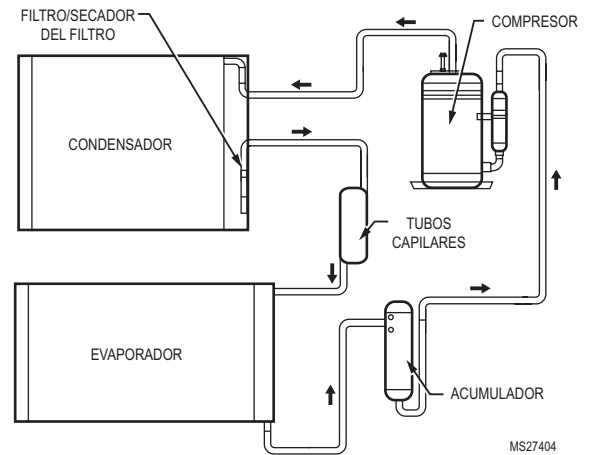 FILTRO/SECADOR
DEL FILTRO
COMPRESOR
CONDENSADOR
TUBOS
CAPILARES
EVAPORADOR
ACUMULADOR
MS27404